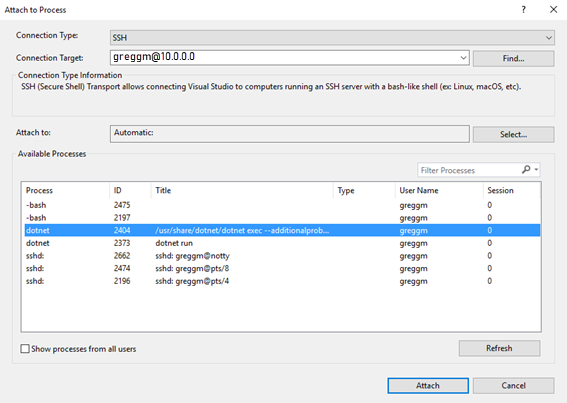 Attach to Process
Connection Type: SSH
Connection Target: greggm@10.0.0.0 Find...
Connection Type Information
SSH (Secure Shell) Transport allows connecting Visual Studio to computers running an SSH server with a bash-like shell (ex: Linux, macOS, etc).
Attach to: Automatic: Select...
Available Processes
Filter Processes
Process ID Title Type User Name Session
-bash 2475 greggm 0
-bash 2197 greggm 0
dotnet 2404 /usr/share/dotnet/dotnet exec --additionalprob... greggm 0
dotnet 2373 dotnet run greggm 0
sshd: 2662 sshd: greggm@notty greggm 0
sshd: 2474 sshd: greggm@pts/8 greggm 0
sshd: 2196 sshd: greggm@pts/4 greggm 0
Show processes from all users Refresh
Attach Cancel